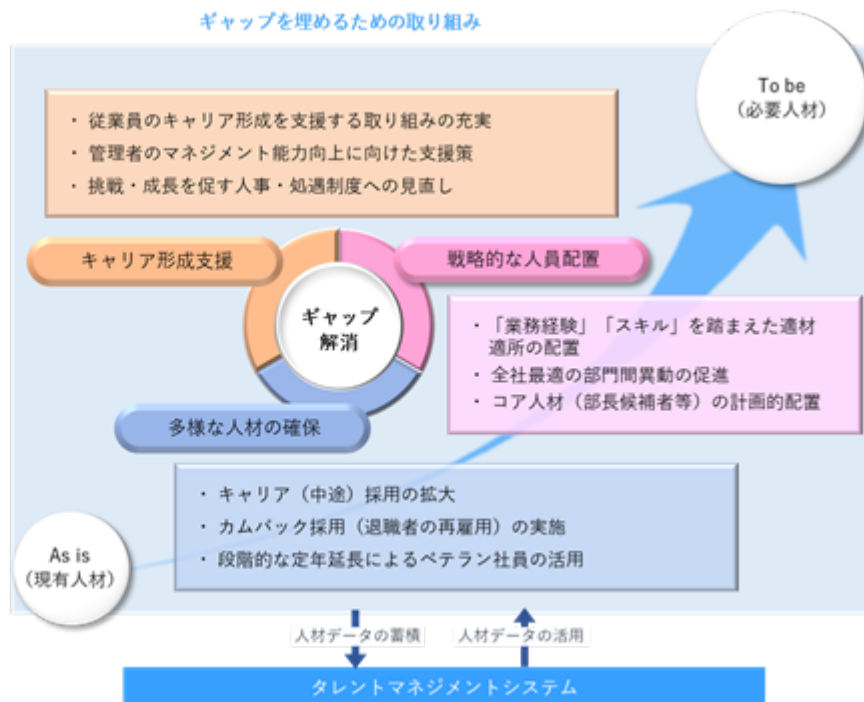 ギャップを埋めるための取り組み
To be
（必要人材）
・ 従業員のキャリア形成を支援する取り組みの充実
・ 管理者のマネジメント能力向上に向けた支援策
・ 挑戦・成長を促す人事・処遇制度への見直し
キャリア形成支援
戦略的な人員配置
ギャップ
解消
・ 「業務経験」「スキル」を踏まえた適材
適所の配置
・ 全社最適の部門間異動の促進
・ コア人材（部長候補者等）の計画的配置
多様な人材の確保
・ キャリア（中途）採用の拡大
・ カムバック採用（退職者の再雇用）の実施
・ 段階的な定年延長によるベテラン社員の活用
As is
（現有人材）
人材データの蓄積
人材データの活用
タレントマネジメントシステム